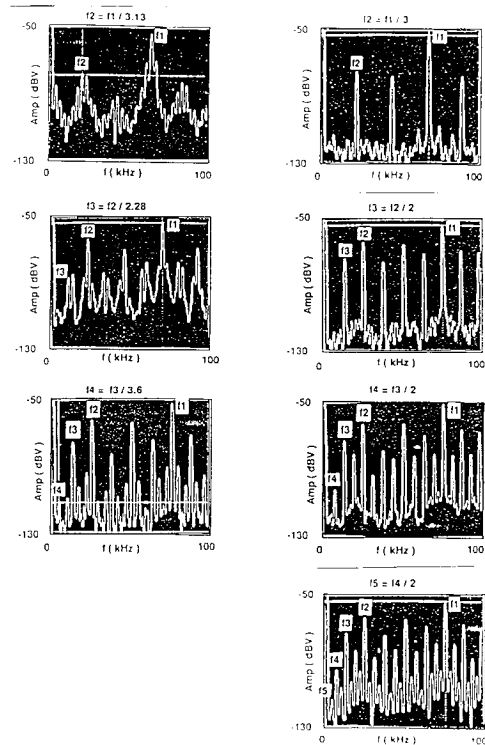 f2 = f1 / 3.13
-50
f1
f2
Amp ( dBV )
-130
0
100
f ( kHz )
f2 = f1 / 3
-50
f1
f2
Amp ( dBV )
-130
0
100
f ( kHz )
f3 = f2 / 2.28
-50
f1
f2
f3
Amp ( dBV )
-130
0
100
f ( kHz )
f3 = f2 / 2
-50
f1
f2
f3
Amp ( dBV )
-130
0
100
f ( kHz )
f4 = f3 / 3.6
-50
f1
f2
f3
f4
Amp ( dBV )
-130
0
100
f ( kHz )
f4 = f3 / 2
-50
f1
f2
f3
f4
Amp ( dBV )
-130
0
100
f ( kHz )
f5 = f4 / 2
-50
f1
f2
f3
f4
f5
Amp ( dBV )
-130
0
100
f ( kHz )